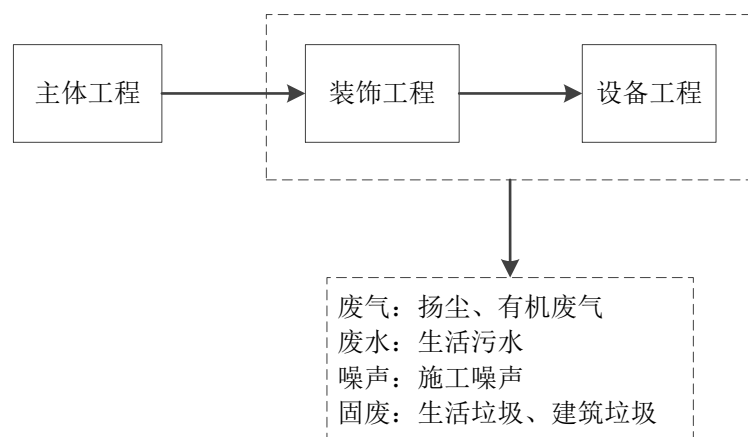 主体工程
装饰工程
设备工程
废气：扬尘、有机废气
废水：生活污水
噪声：施工噪声
固废：生活垃圾、建筑垃圾